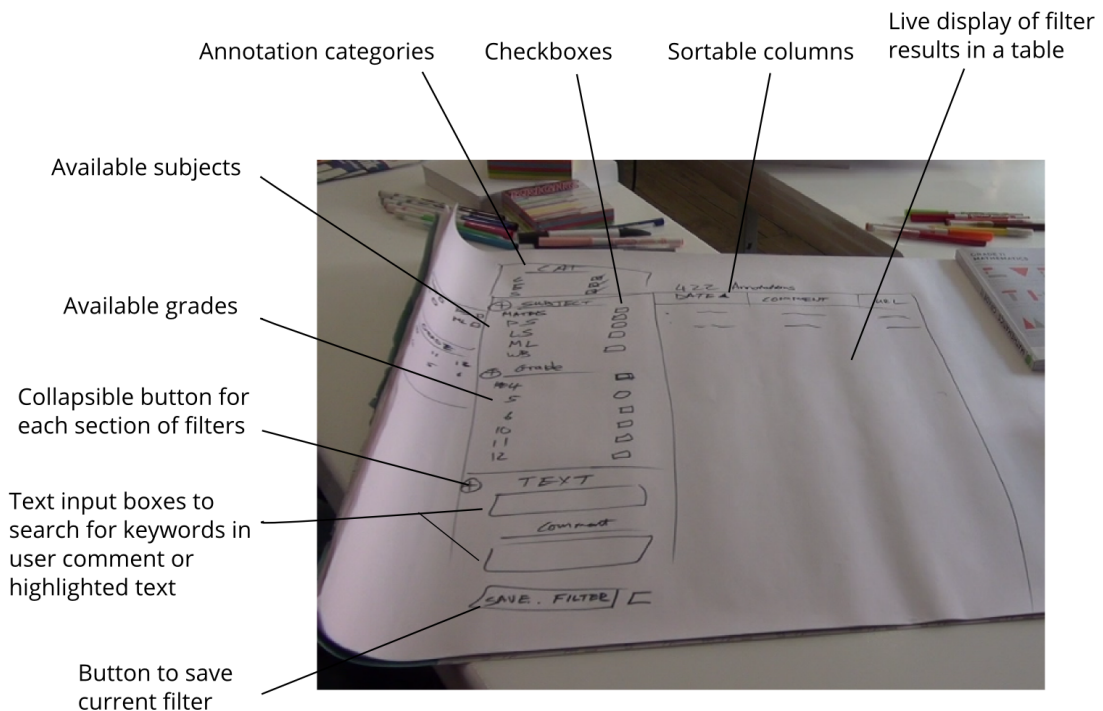 Live display of filter
results in a table
Annotation categories
Checkboxes
Sortable columns
Available subjects
Available grades
Collapsible button for
each section of filters
Text input boxes to
search for keywords in
user comment or
highlighted text
Button to save
current filter
CAT
SUBJECT
MATHS
PS
LS
ML
Grade
5
6
10
11
12
TEXT
Comment
SAVE. FILTER
422 Annotations
DATE COMMENT URL
GRADE 11
MATHEMATICS